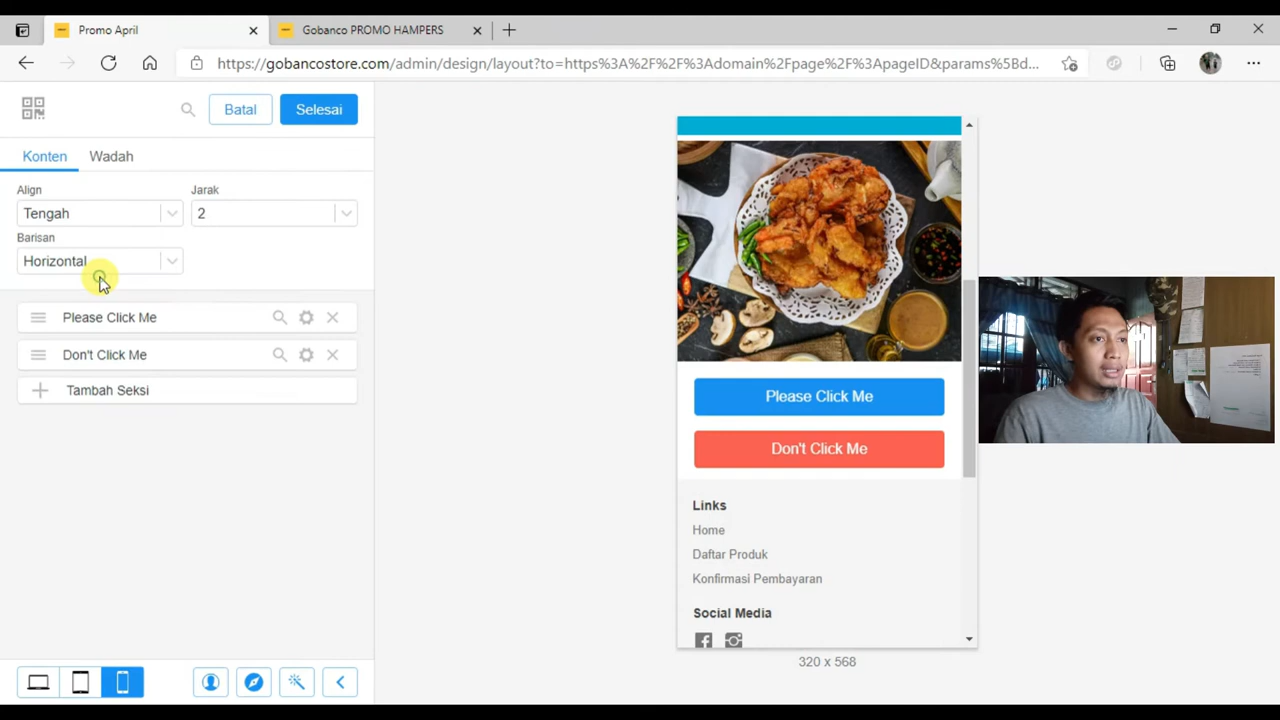 Promo April
Gobanco PROMO HAMPERS
https://gobancostore.com/admin/design/layout?to=https%3A%2F%2F%3Adomain%2Fpage%2F%3ApageID&params%5Bd...
Batal
Selesai
Konten
Wadah
Align
Jarak
Tengah
2
Barisan
Horizontal
Please Click Me
Don't Click Me
Tambah Seksi
Please Click Me
Don't Click Me
Links
Home
Daftar Produk
Konfirmasi Pembayaran
Social Media
320 x 568